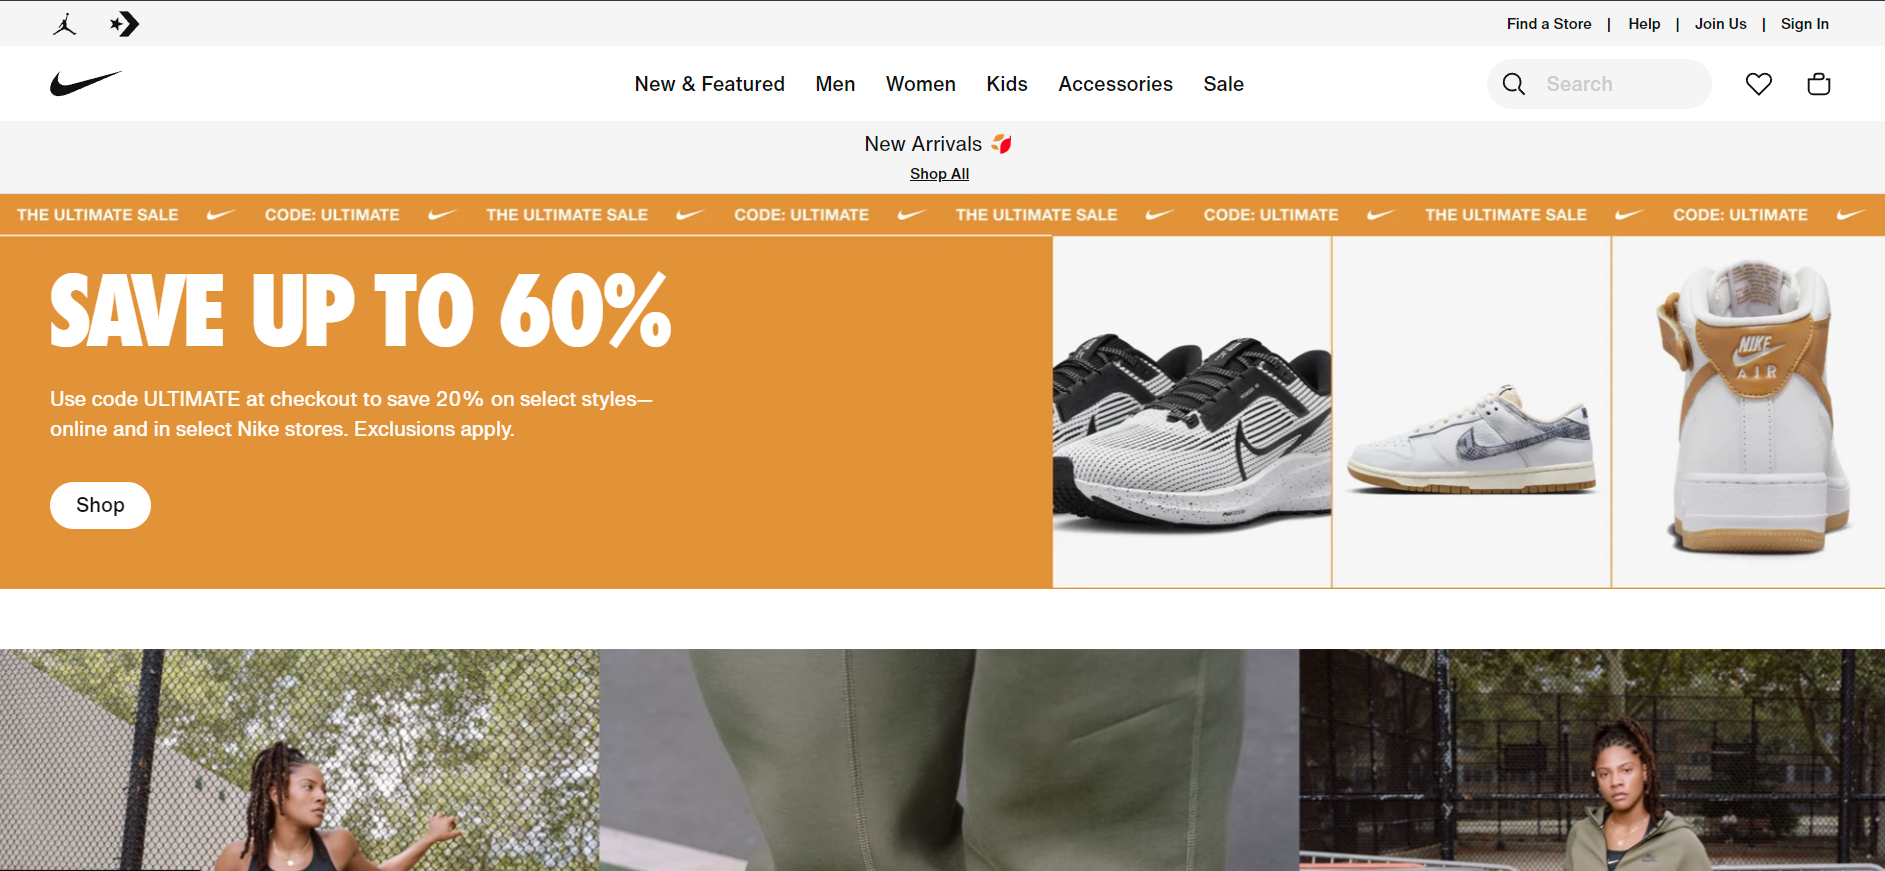 Find a Store | Help | Join Us | Sign In
New & Featured Men Women Kids Accessories Sale Search
New Arrivals
Shop All
THE ULTIMATE SALE CODE: ULTIMATE THE ULTIMATE SALE CODE: ULTIMATE THE ULTIMATE SALE CODE: ULTIMATE THE ULTIMATE SALE CODE: ULTIMATE
SAVE UP TO 60%
Use code ULTIMATE at checkout to save 20% on select styles—
online and in select Nike stores. Exclusions apply.
Shop
NIKE
AIR